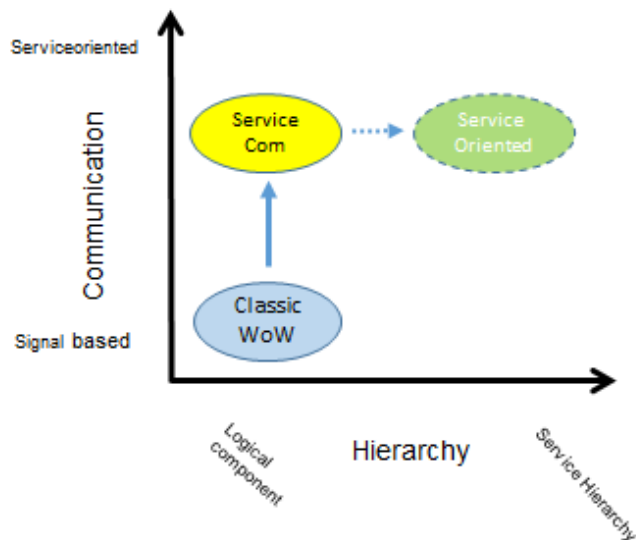 Serviceoriented
Service
Com
Service
Oriented
Communication
Classic
WoW
Signal based
Logical
component
Hierarchy
Service Hierarchy